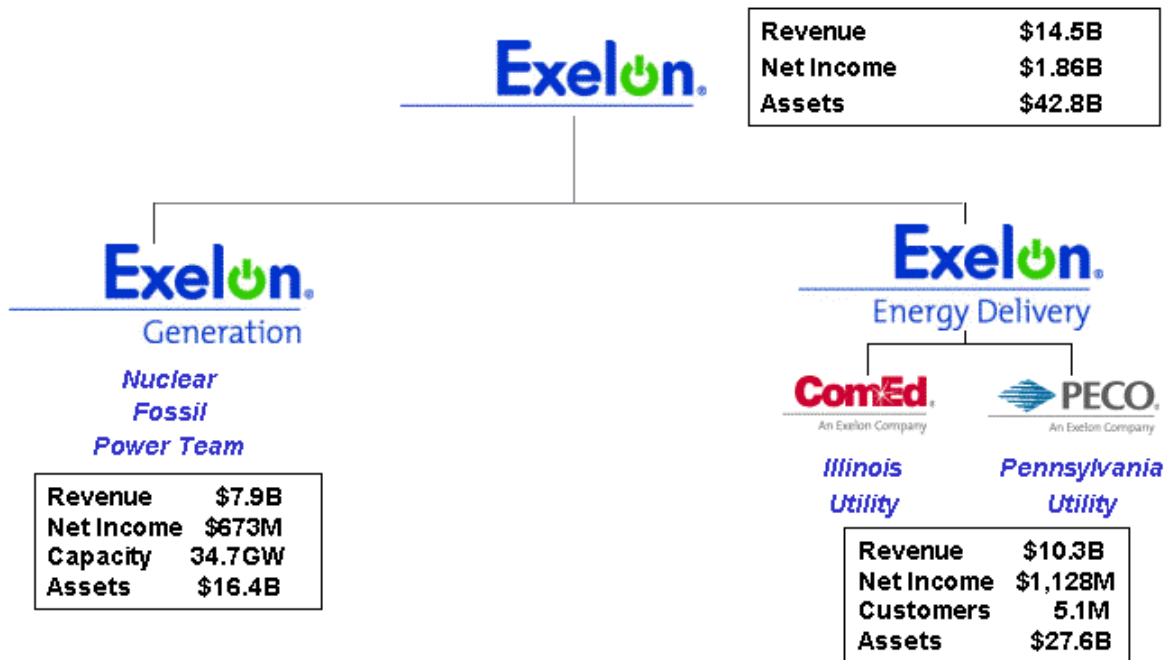 Exelon®
Revenue $14.5B
Net Income $1.86B
Assets $42.8B
Exelon®
Generation
Nuclear
Fossil
Power Team
Revenue $7.9B
Net Income $673M
Capacity 34.7GW
Assets $16.4B
Exelon®
Energy Delivery
ComEd®
An Exelon Company
Illinois
Utility
PECO®
An Exelon Company
Pennsylvania
Utility
Revenue $10.3B
Net Income $1,128M
Customers 5.1M
Assets $27.6B